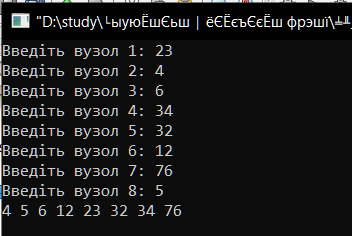 "D:\study\└ыуюЁшЄьш | ёЄЁєъЄєЁш фрэшї\╧╨_
Введіть вузол 1: 23
Введіть вузол 2: 4
Введіть вузол 3: 6
Введіть вузол 4: 34
Введіть вузол 5: 32
Введіть вузол 6: 12
Введіть вузол 7: 76
Введіть вузол 8: 5
4 5 6 12 23 32 34 76